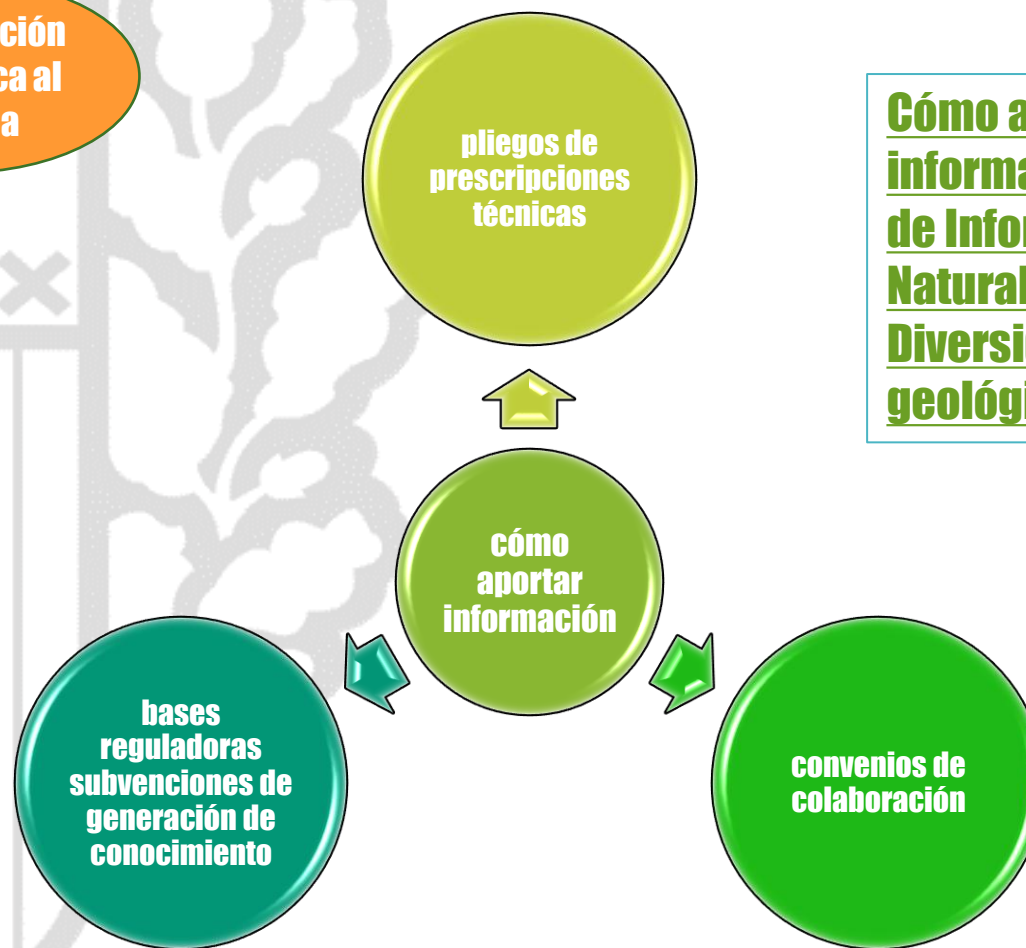 ción
ca al
a
pliegos de
prescripciones
técnicas
Cómo a
informa
de Infor
Natural
Diversi
geológi
cómo
aportar
información
bases
reguladoras
subvenciones de
generación de
conocimiento
convenios de
colaboración